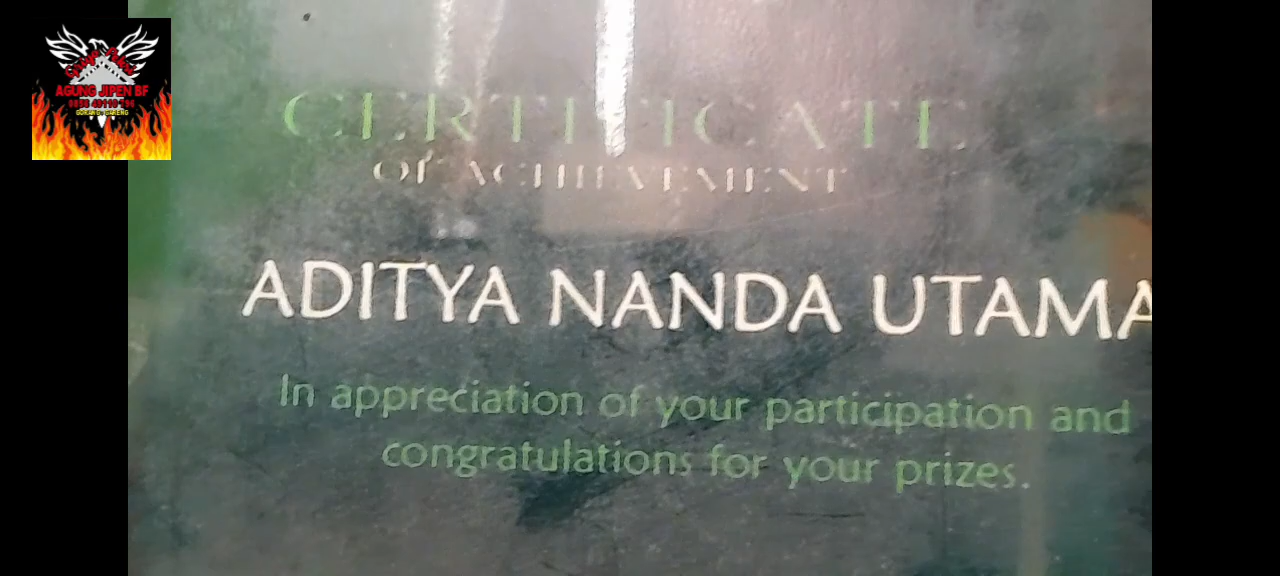 AGUNG JIPEN BF
CERTIFICATE
OF ACHIEVEMENT
ADITYA NANDA UTAMA
In appreciation of your participation and
congratulations for your prizes.